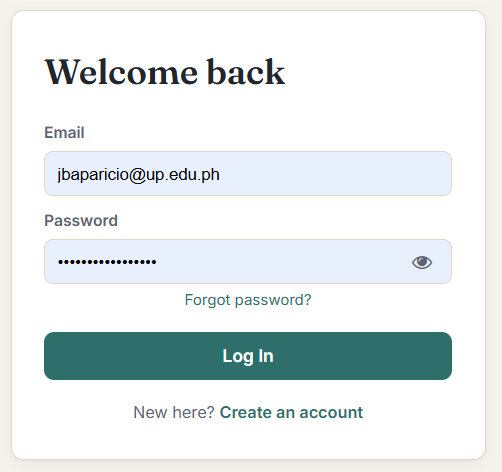 Welcome back
Email
jbaparicio@up.edu.ph
Password
•••••••••••••••••
Forgot password?
Log In
New here? Create an account